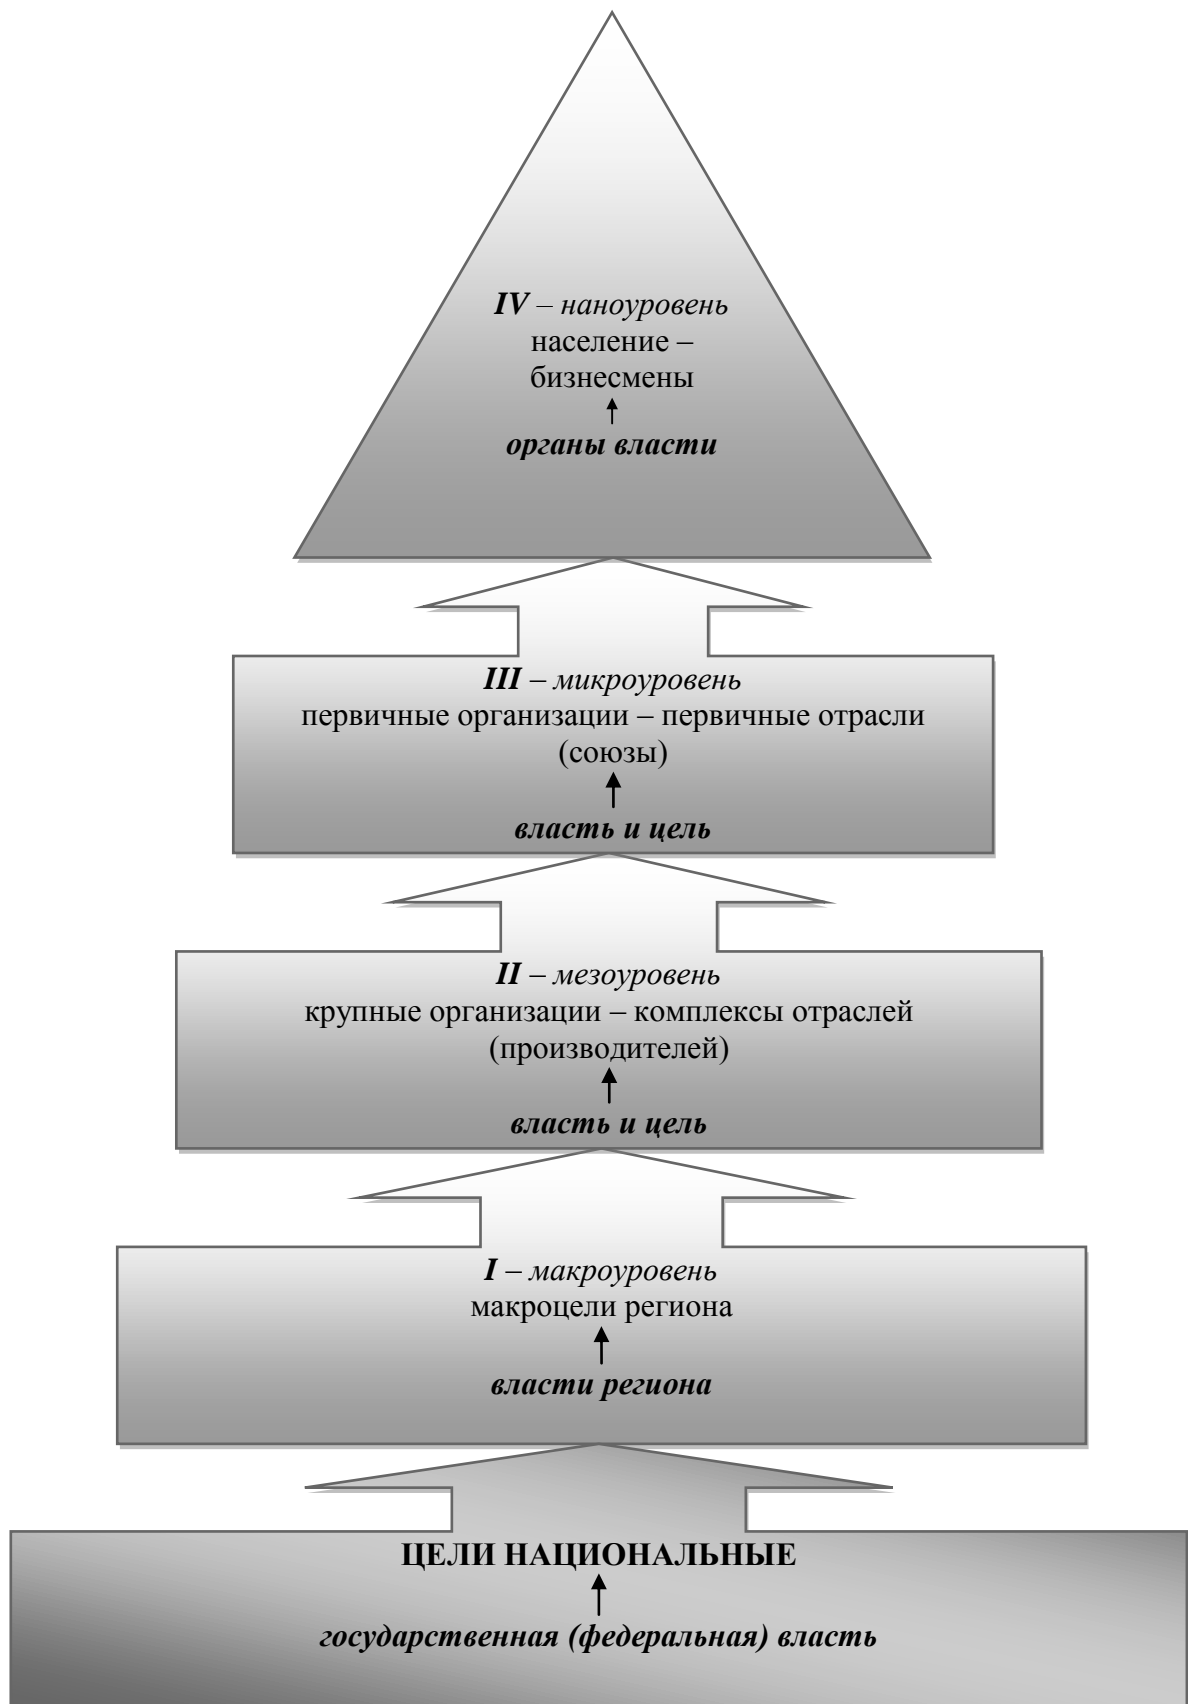 IV – наноуровень
население –
бизнесмены
органы власти
III – микроуровень
первичные организации – первичные отрасли
(союзы)
власть и цель
II – мезоуровень
крупные организации – комплексы отраслей
(производителей)
власть и цель
I – макроуровень
макроцели региона
власти региона
ЦЕЛИ НАЦИОНАЛЬНЫЕ
государственная (федеральная) власть